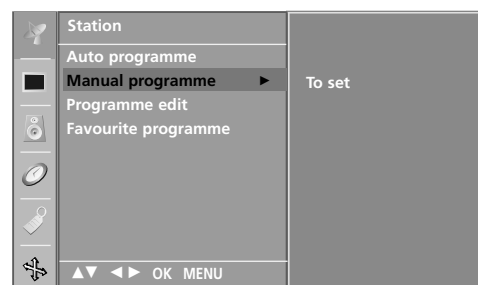 Station
Auto programme
Manual programme ►
To set
Programme edit
Favourite programme
▲▼ ◄► OK MENU